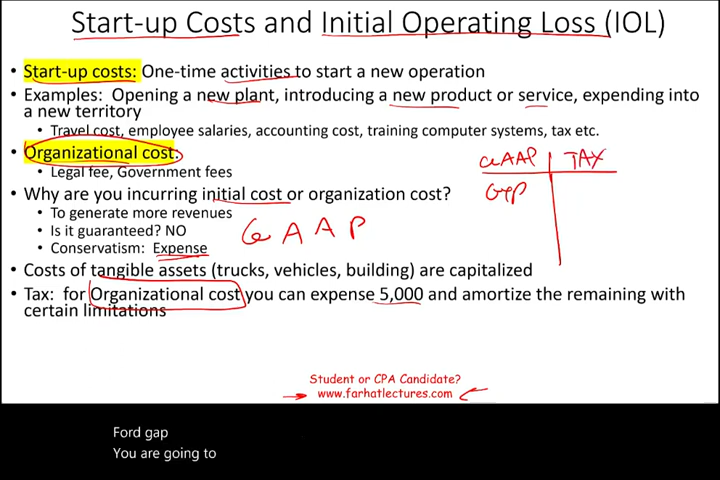 Start-up Costs and Initial Operating Loss (IOL)
• Start-up costs: One-time activities to start a new operation
• Examples: Opening a new plant, introducing a new product or service, expending into
a new territory
• Travel cost, employee salaries, accounting cost, training computer systems, tax etc.
• Organizational cost:
• Legal fee, Government fees
GAAP TAX
• Why are you incurring initial cost or organization cost?
• To generate more revenues
• Is it guaranteed? NO
• Conservatism: Expense
GAAP
• Costs of tangible assets (trucks, vehicles, building) are capitalized
• Tax: for Organizational cost you can expense 5,000 and amortize the remaining with
certain limitations
Student or CPA Candidate?
www.farhatlectures.com
Ford gap
You are going to